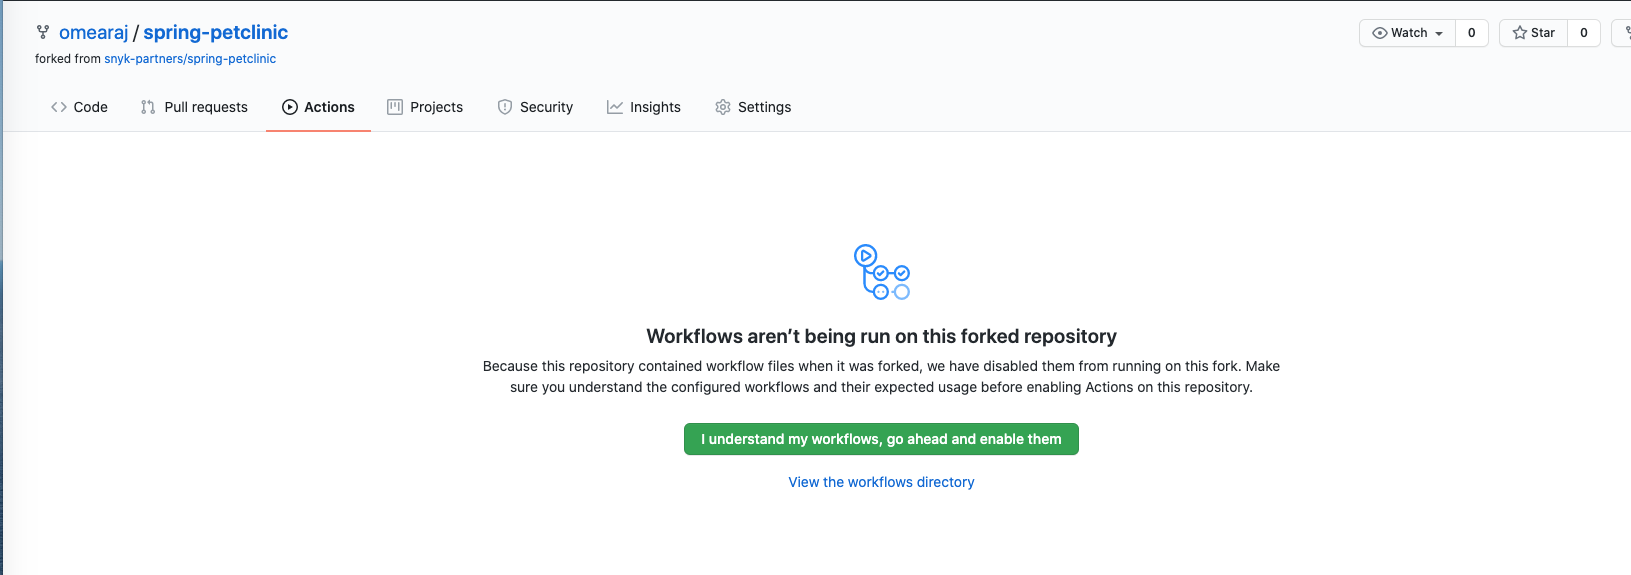 omearaj / spring-petclinic
Watch 0 Star 0
forked from snyk-partners/spring-petclinic
Code Pull requests Actions Projects Security Insights Settings
Workflows aren’t being run on this forked repository
Because this repository contained workflow files when it was forked, we have disabled them from running on this fork. Make
sure you understand the configured workflows and their expected usage before enabling Actions on this repository.
I understand my workflows, go ahead and enable them
View the workflows directory